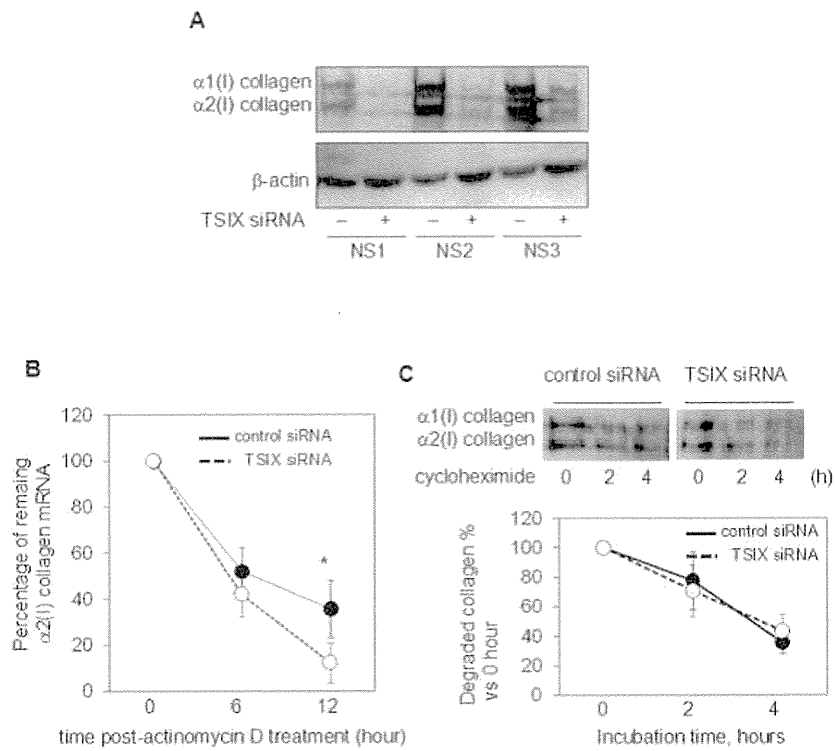 A
α1(I) collagen
α2(I) collagen
β-actin
TSIX siRNA – + – + – +
NS1 NS2 NS3
B
120
100
80
60
40
20
0
control siRNA
TSIX siRNA
*
Percentage of remaing
α2(I) collagen mRNA
0 6 12
time post-actinomycin D treatment (hour)
C
control siRNA TSIX siRNA
α1(I) collagen
α2(I) collagen
cycloheximide 0 2 4 0 2 4 (h)
120
100
80
60
40
20
0
control siRNA
TSIX siRNA
Degraded collagen %
vs 0 hour
0 2 4
Incubation time, hours